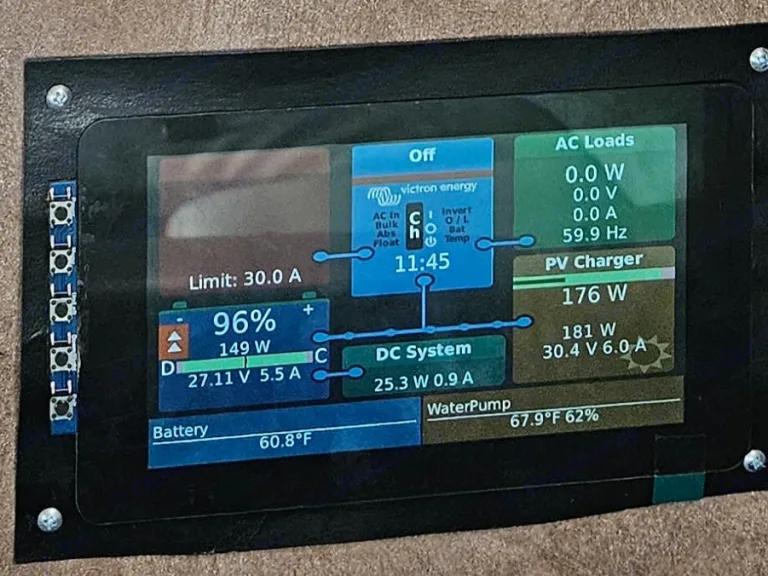 Limit: 30.0 A
Off
victron energy
AC In
Bulk
Abs
Float
Ch
I
O
Invert
O / L
Bat
Temp
11:45
AC Loads
0.0 W
0.0 V
0.0 A
59.9 Hz
PV Charger
176 W
181 W
30.4 V 6.0 A
- +
96%
149 W
D C
27.11 V 5.5 A
DC System
25.3 W 0.9 A
Battery
60.8°F
WaterPump
67.9°F 62%